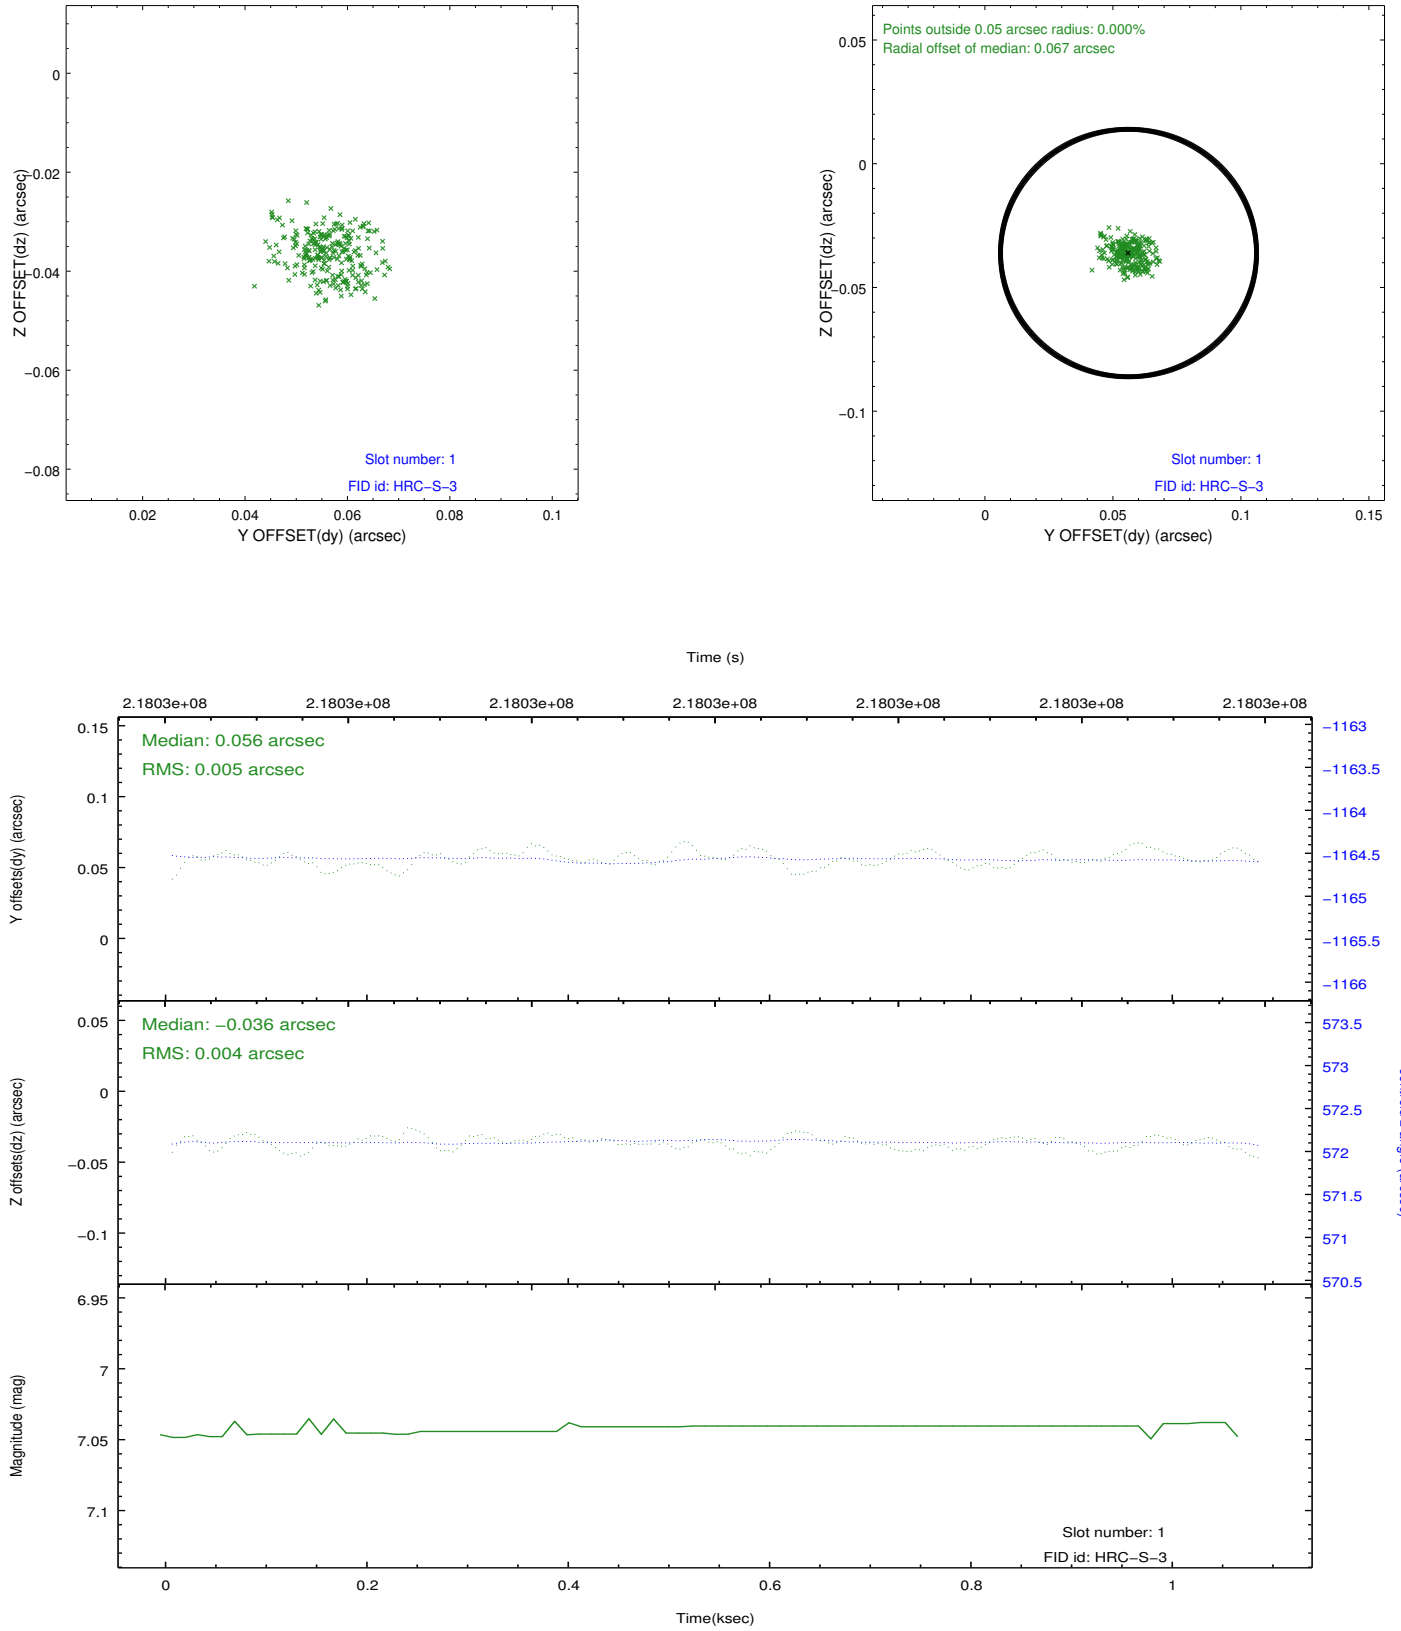 0
−0.02
−0.04
−0.06
−0.08
Z OFFSET(dz) (arcsec)
Slot number: 1
FID id: HRC−S−3
0.02 0.04 0.06 0.08 0.1
Y OFFSET(dy) (arcsec)
Points outside 0.05 arcsec radius: 0.000%
Radial offset of median: 0.067 arcsec
0.05
0
−0.05
−0.1
Z OFFSET(dz) (arcsec)
Slot number: 1
FID id: HRC−S−3
0 0.05 0.1 0.15
Y OFFSET(dy) (arcsec)
Time (s)
2.1803e+08 2.1803e+08 2.1803e+08 2.1803e+08 2.1803e+08 2.1803e+08 2.1803e+08
Median: 0.056 arcsec
RMS: 0.005 arcsec
0.15
0.1
0.05
0
Y offsets(dy) (arcsec)
−1163
−1163.5
−1164
−1164.5
−1165
−1165.5
−1166
Median: −0.036 arcsec
RMS: 0.004 arcsec
0.05
0
−0.05
−0.1
Z offsets(dz) (arcsec)
573.5
573
572.5
572
571.5
571
570.5
6.95
7
7.05
7.1
Magnitude (mag)
Slot number: 1
FID id: HRC−S−3
0 0.2 0.4 0.6 0.8 1
Time(ksec)